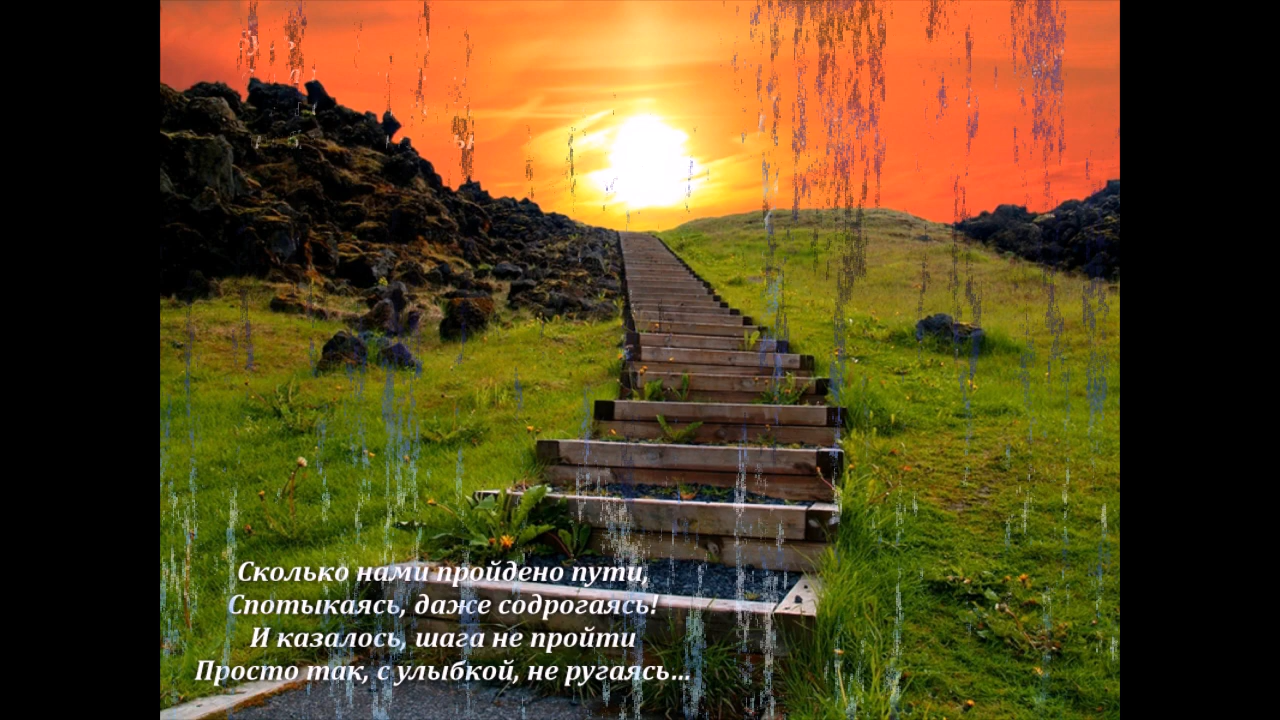 Сколько нами пройдено пути,
Спотыкаясь, даже содрогаясь!
И казалось, шага не пройти
Просто так, с улыбкой, не ругаясь...